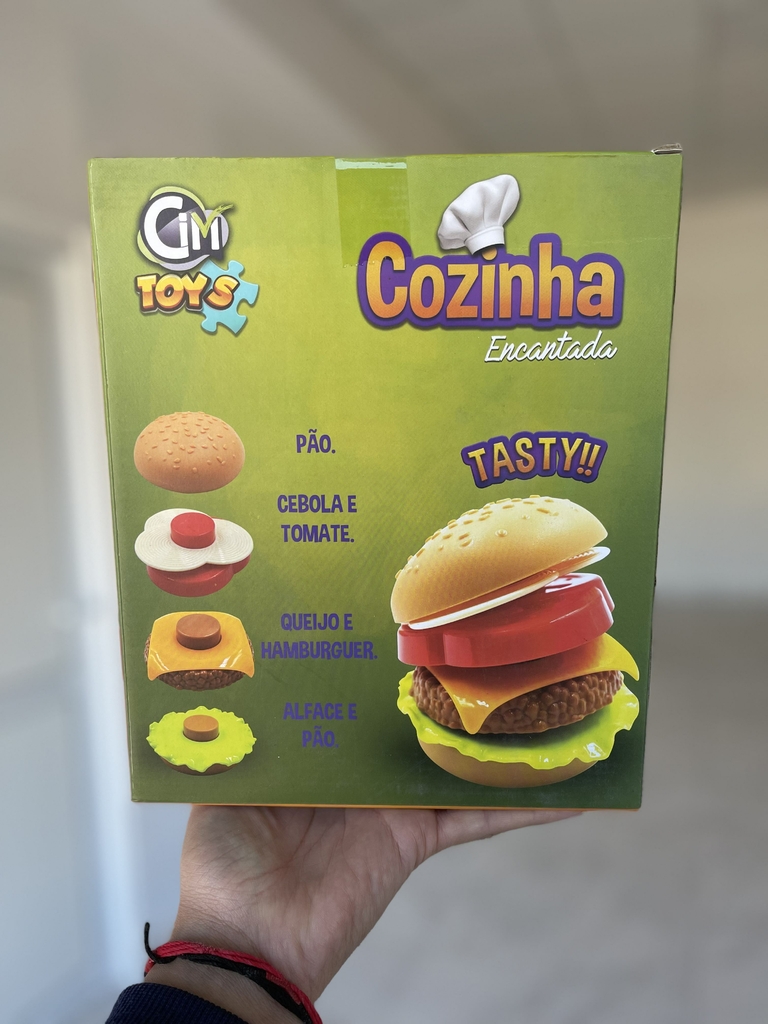 CiM
TOYS
Cozinha
Encantada
PÃO.
CEBOLA E
TOMATE.
QUEIJO E
HAMBURGUER.
ALFACE E
PÃO.
TASTY!!